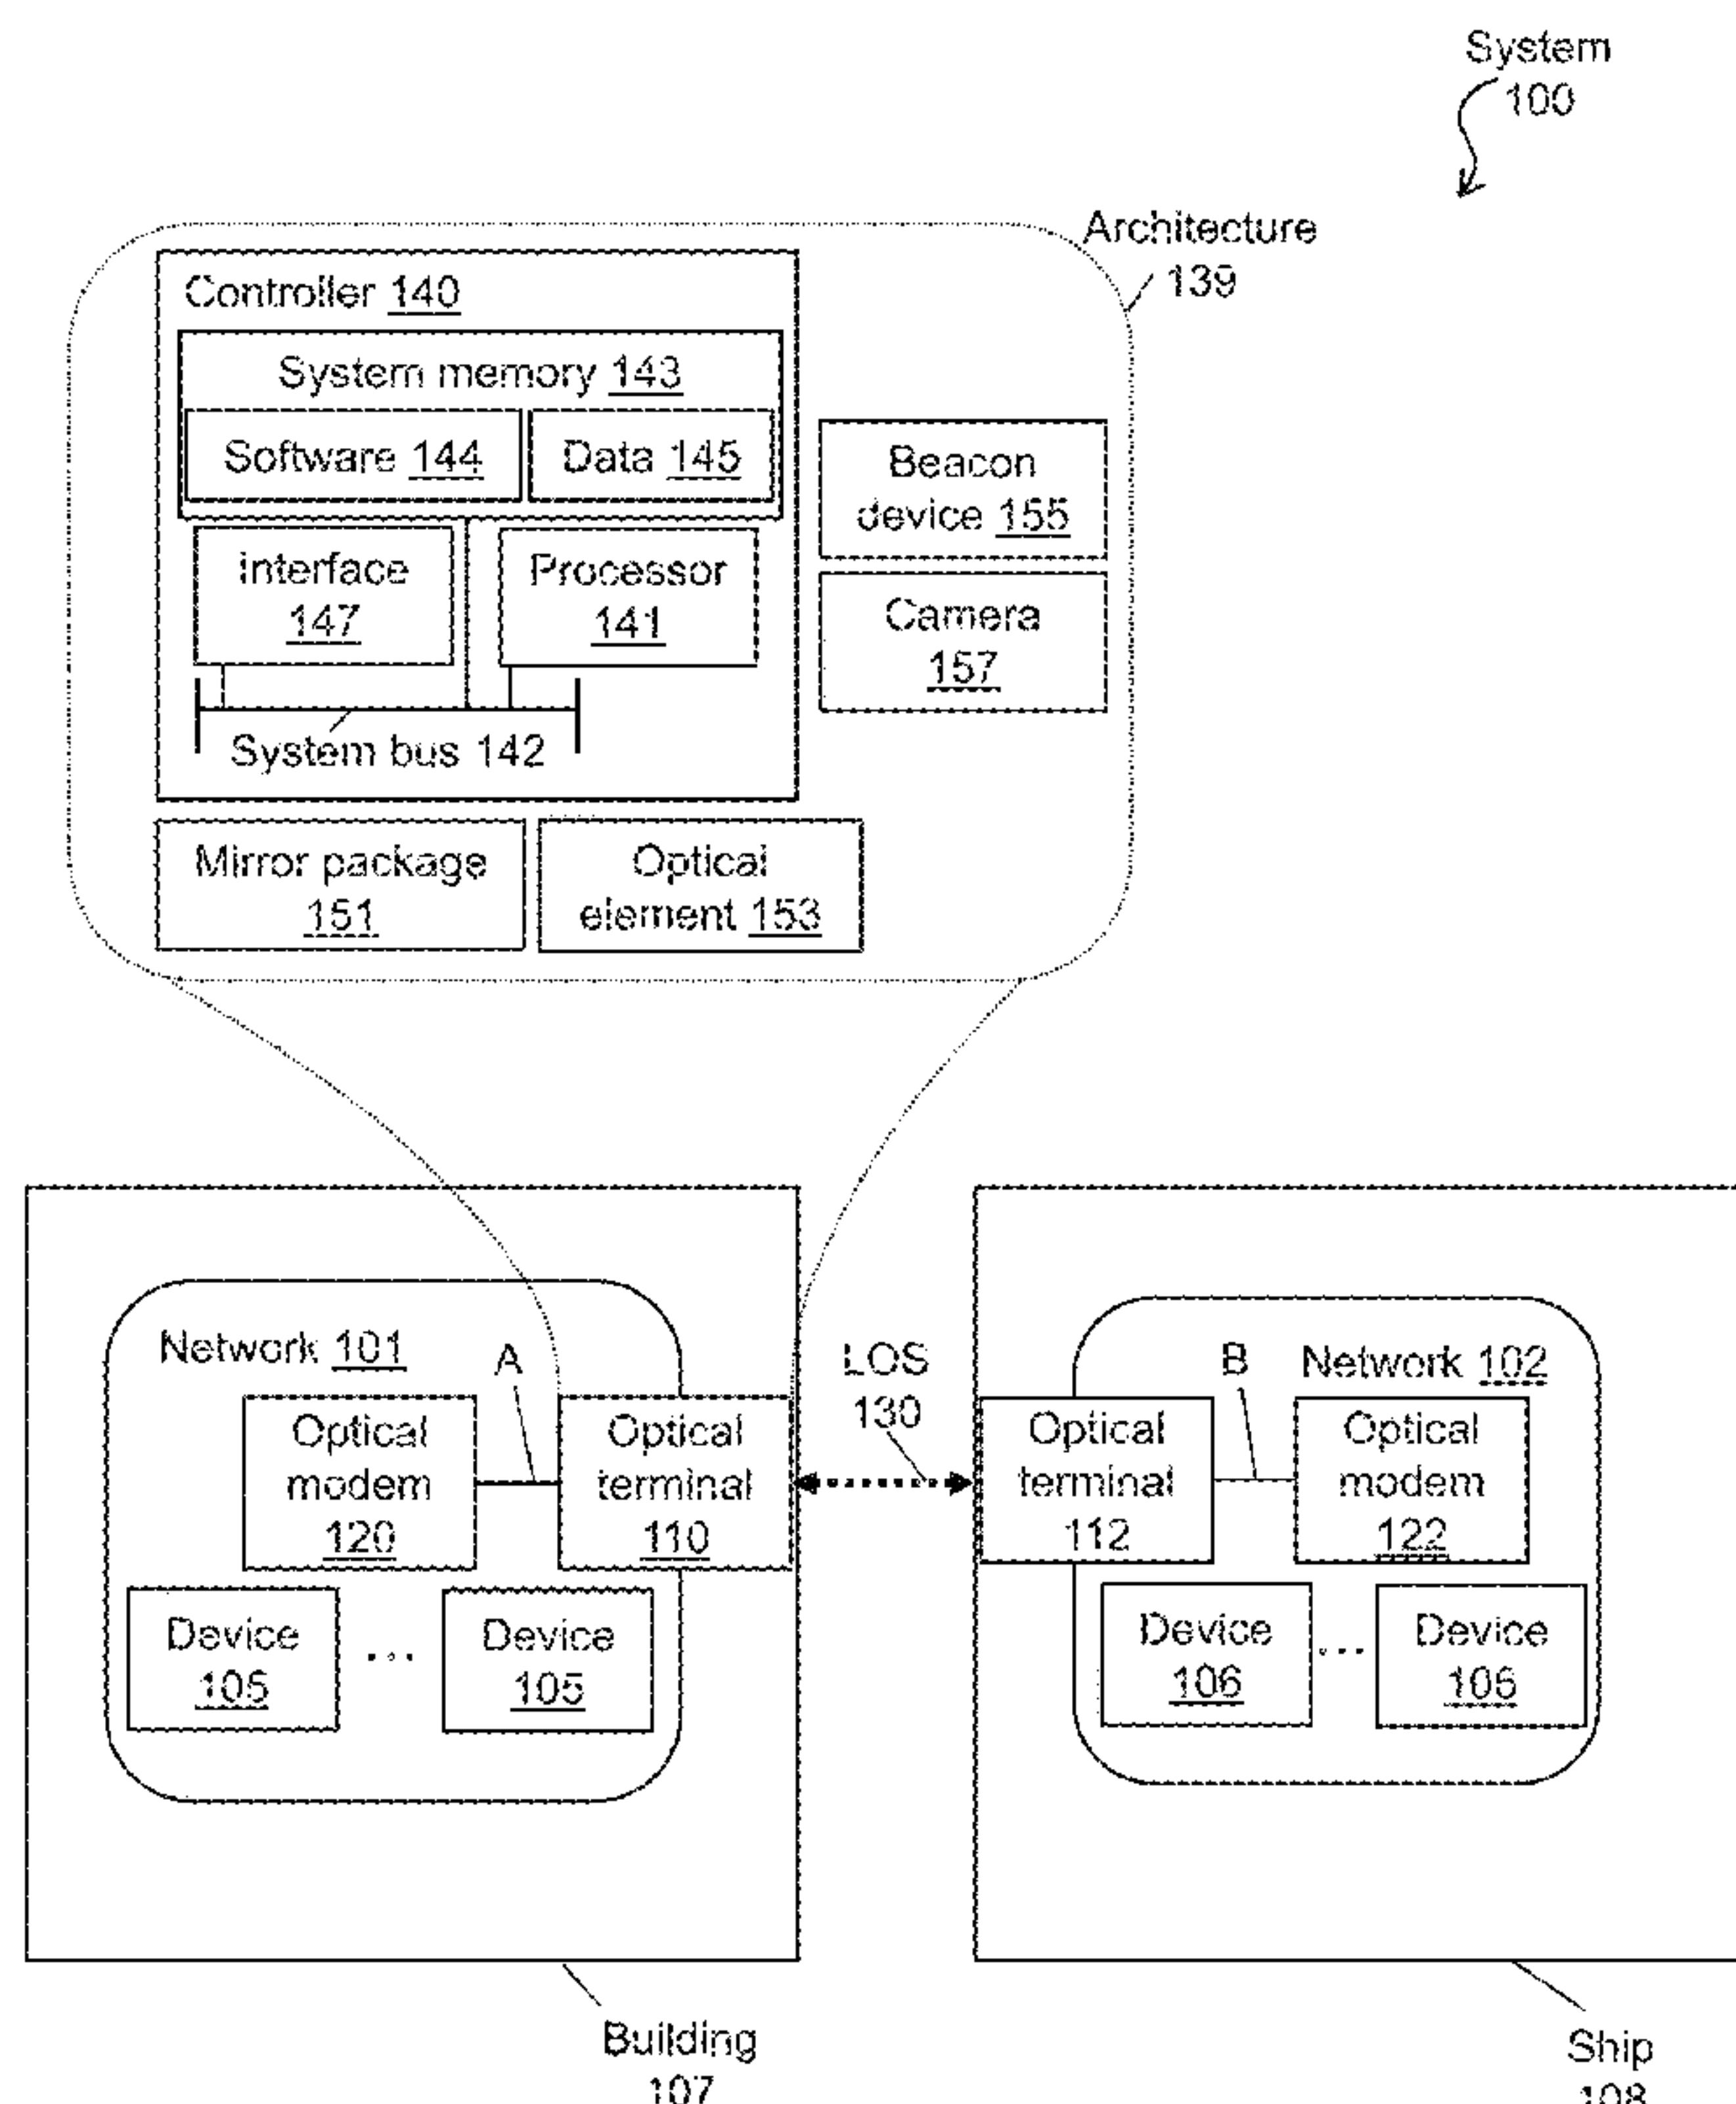 System
100
Architecture
139
Controller 140
System memory 143
Software 144
Data 145
Interface
147
Processor
141
System bus 142
Beacon
device 155
Camera
157
Mirror package
151
Optical
element 153
Network 101
A
Optical
modem
120
Optical
terminal
110
Device
105
...
Device
105
LOS
130
B
Network 102
Optical
terminal
112
Optical
modem
122
Device
106
...
Device
106
Building
107
Ship
108